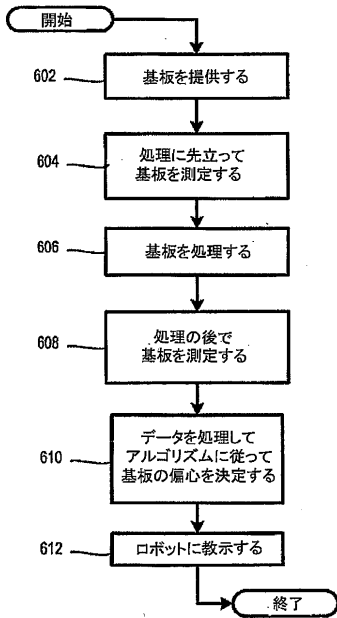 開始
602
基板を提供する
604
処理に先立って
基板を測定する
606
基板を処理する
608
処理の後で
基板を測定する
610
データを処理して
アルゴリズムに従って
基板の偏心を決定する
612
ロボットに教示する
終了